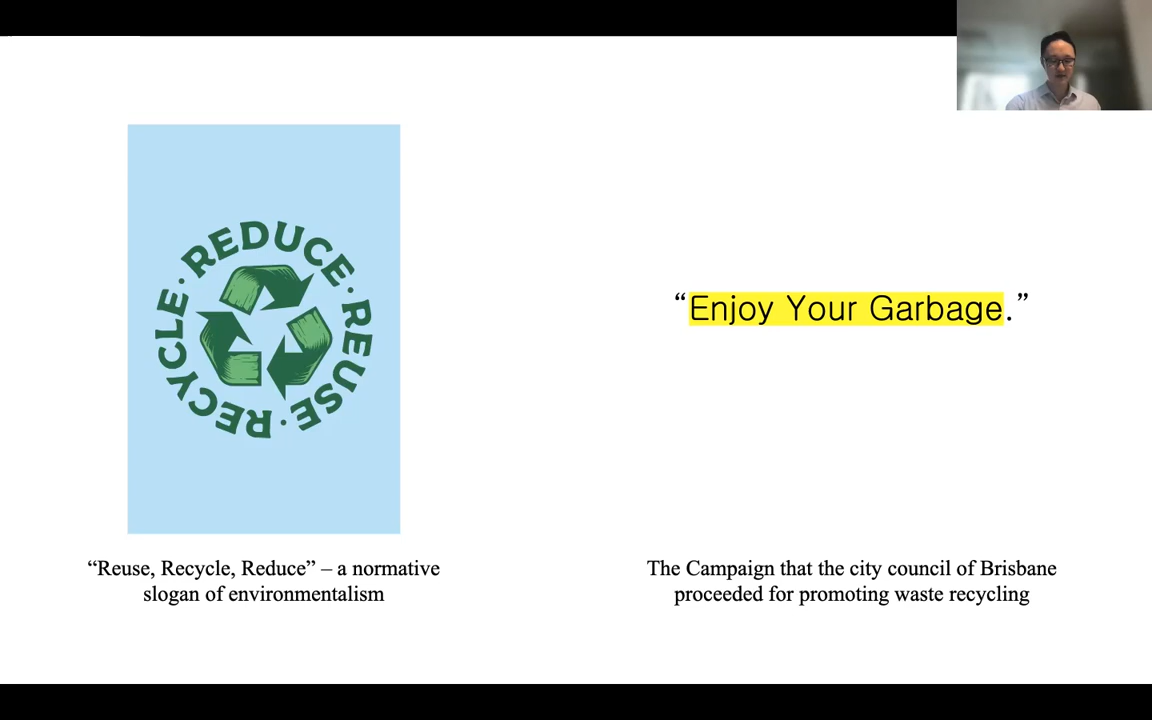 REDUCE · REUSE · RECYCLE ·
“Enjoy Your Garbage.”
“Reuse, Recycle, Reduce” – a normative
slogan of environmentalism
The Campaign that the city council of Brisbane
proceeded for promoting waste recycling